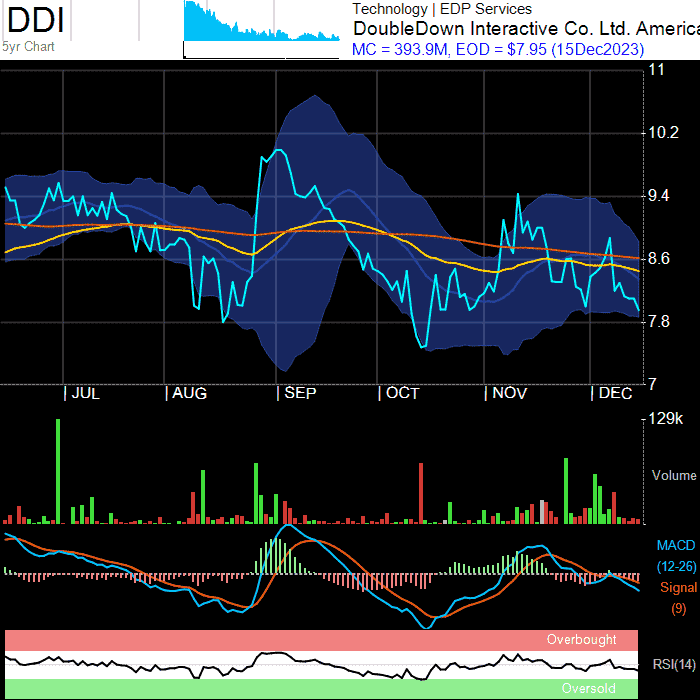 DDI
5yr Chart
Technology | EDP Services
DoubleDown Interactive Co. Ltd. America
MC = 393.9M, EOD = $7.95 (15Dec2023)
11
10.2
9.4
8.6
7.8
7
JUL AUG SEP OCT NOV DEC
129k
Volume
MACD
(12-26)
Signal
(9)
Overbought
RSI(14)
Oversold